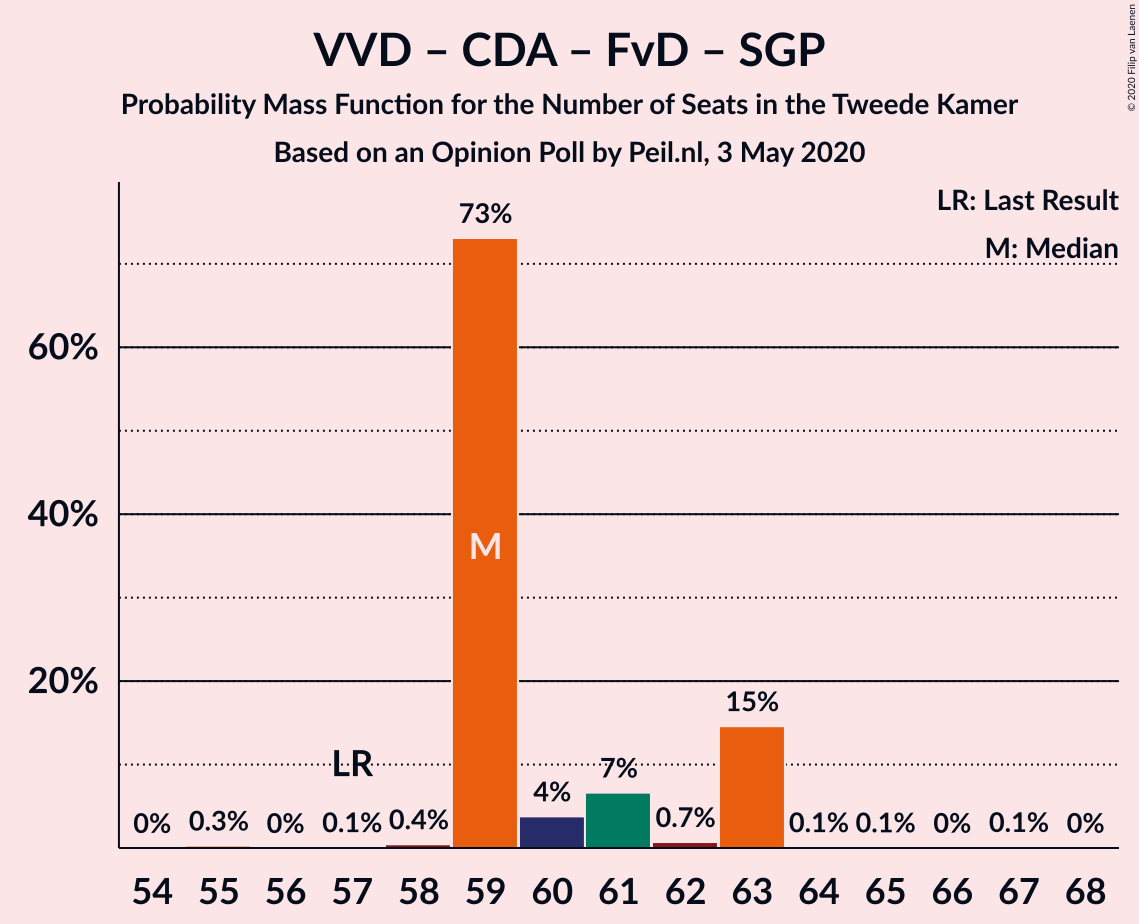 VVD – CDA – FvD – SGP
Probability Mass Function for the Number of Seats in the Tweede Kamer
Based on an Opinion Poll by Peil.nl, 3 May 2020
© 2020 Filip van Laenen
LR: Last Result
M: Median
60%
40%
20%
0%
0.3%
0%
0.1%
0.4%
73%
4%
7%
0.7%
15%
0.1%
0.1%
0%
0.1%
0%
LR
M
54 55 56 57 58 59 60 61 62 63 64 65 66 67 68